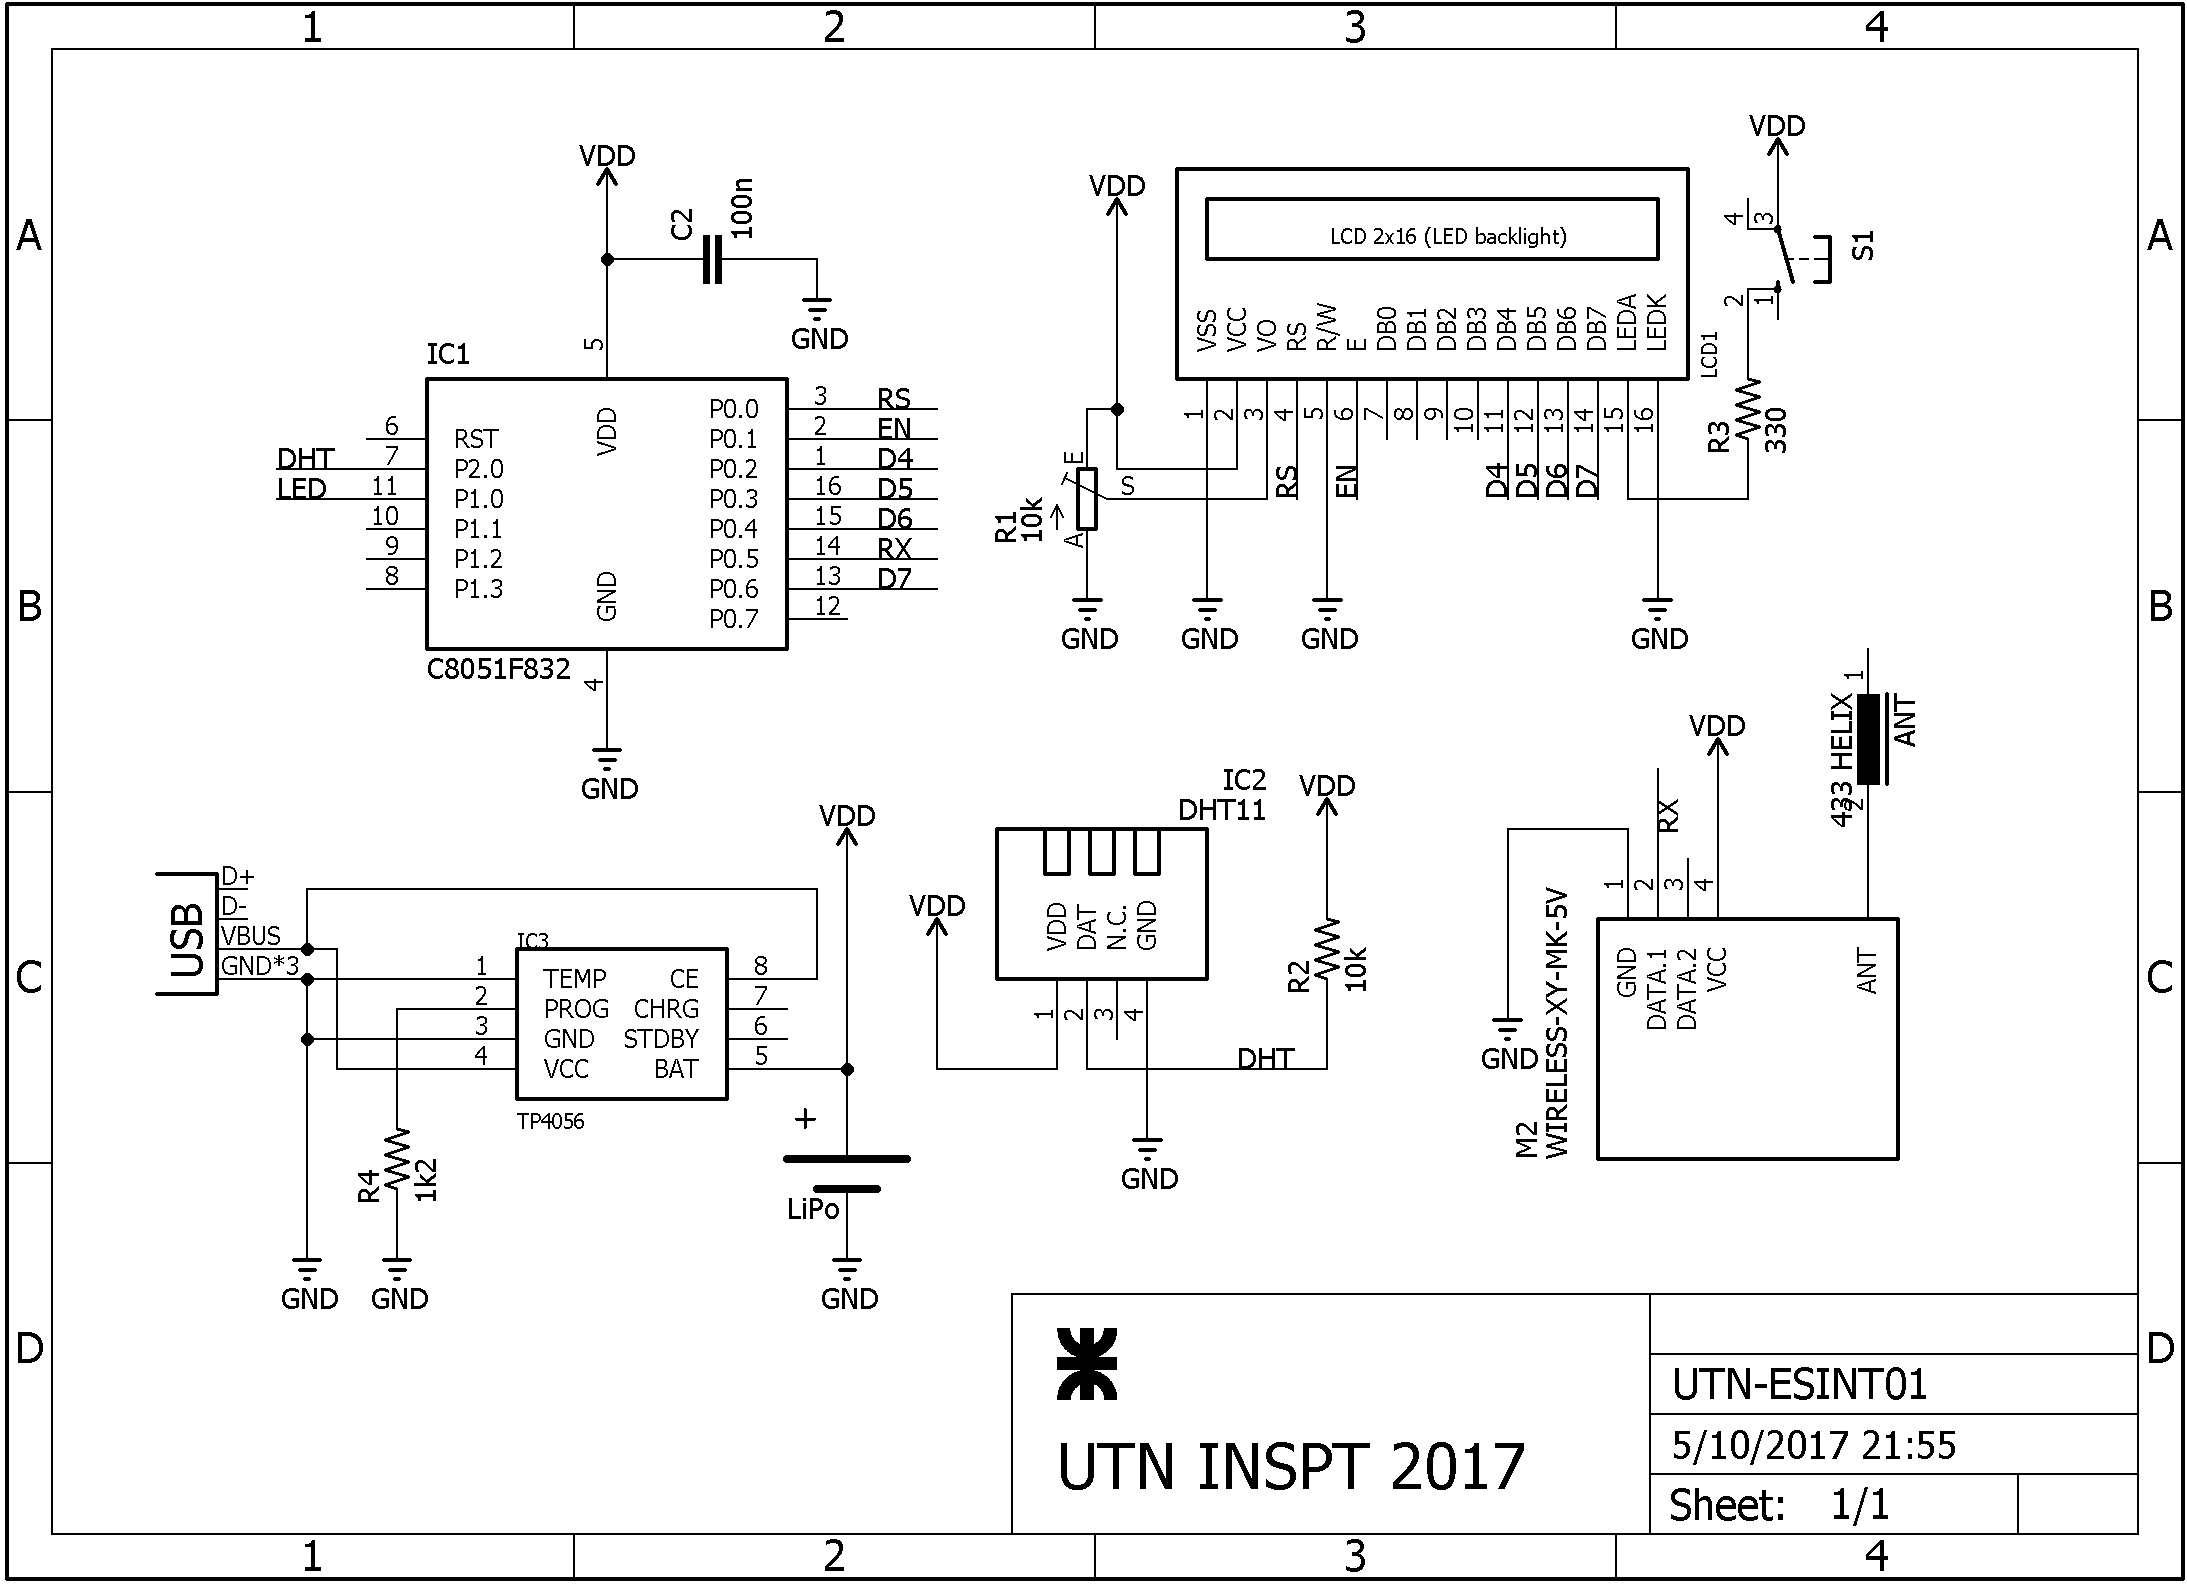 1 2 3 4
A
B
C
D
A
B
C
D
1 2 3 4
VDD
C2
100n
GND
5
IC1
VDD
GND
6 RST
DHT 7 P2.0
LED 11 P1.0
10 P1.1
9 P1.2
8 P1.3
P0.0 3 RS
P0.1 2 EN
P0.2 1 D4
P0.3 16 D5
P0.4 15 D6
P0.5 14 RX
P0.6 13 D7
P0.7 12
C8051F832
4
GND
VDD
LCD 2x16 (LED backlight)
VSS VCC VO RS R/W E DB0 DB1 DB2 DB3 DB4 DB5 DB6 DB7 LEDA LEDK
LCD1
1 2 3 4 5 6 7 8 9 10 11 12 13 14 15 16
RS EN D4 D5 D6 D7
E
S
A
R1
10k
GND GND GND GND
VDD
4 3
S1
2 1
R3
330
USB
D+
D-
VBUS
GND*3
IC3
1 TEMP
2 PROG
3 GND
4 VCC
CE 8
CHRG 7
STDBY 6
BAT 5
TP4056
R4
1k2
VDD
+
LiPo
GND GND GND
IC2
DHT11
VDD DAT N.C. GND
1 2 3 4
VDD
VDD
R2
10k
DHT
GND
VDD
RX
1 2 3 4
GND DATA.1 DATA.2 VCC
ANT
GND
M2
WIRELESS-XY-MK-5V
433 HELIX
ANT
1
2
UTN INSPT 2017
UTN-ESINT01
5/10/2017 21:55
Sheet: 1/1